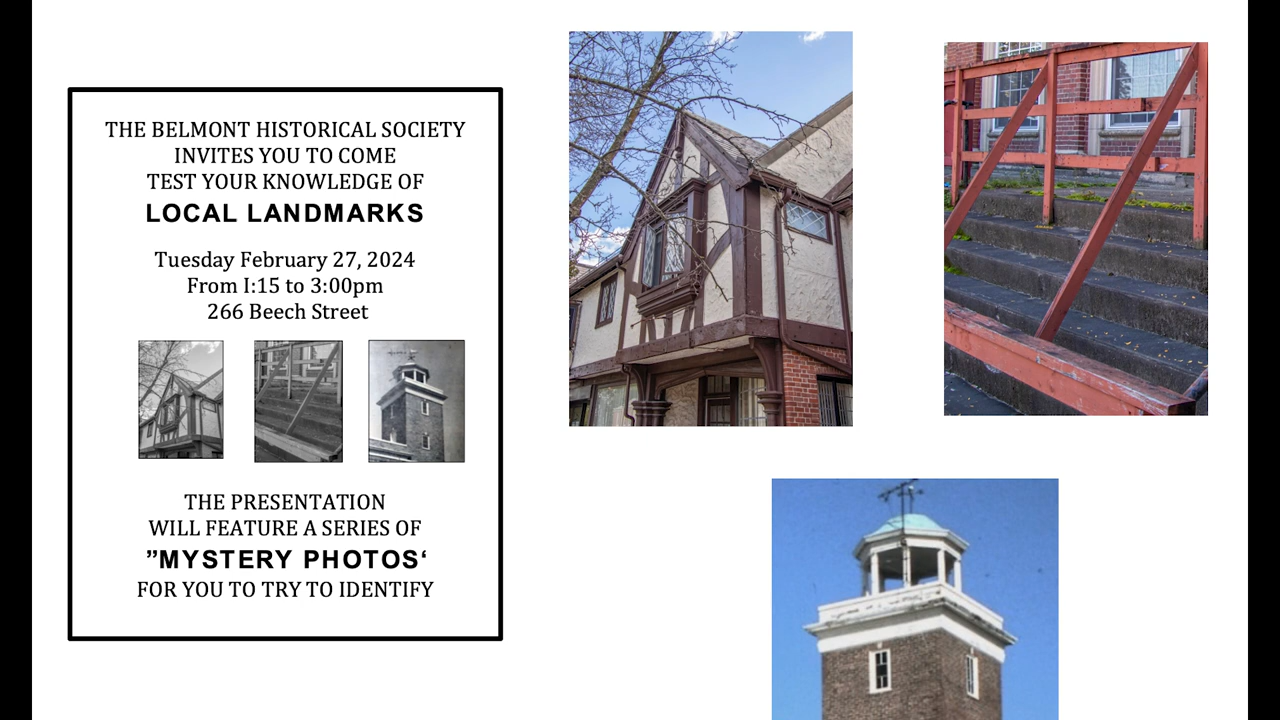 THE BELMONT HISTORICAL SOCIETY
INVITES YOU TO COME
TEST YOUR KNOWLEDGE OF
LOCAL LANDMARKS
Tuesday February 27, 2024
From I:15 to 3:00pm
266 Beech Street
THE PRESENTATION
WILL FEATURE A SERIES OF
”MYSTERY PHOTOS‘
FOR YOU TO TRY TO IDENTIFY